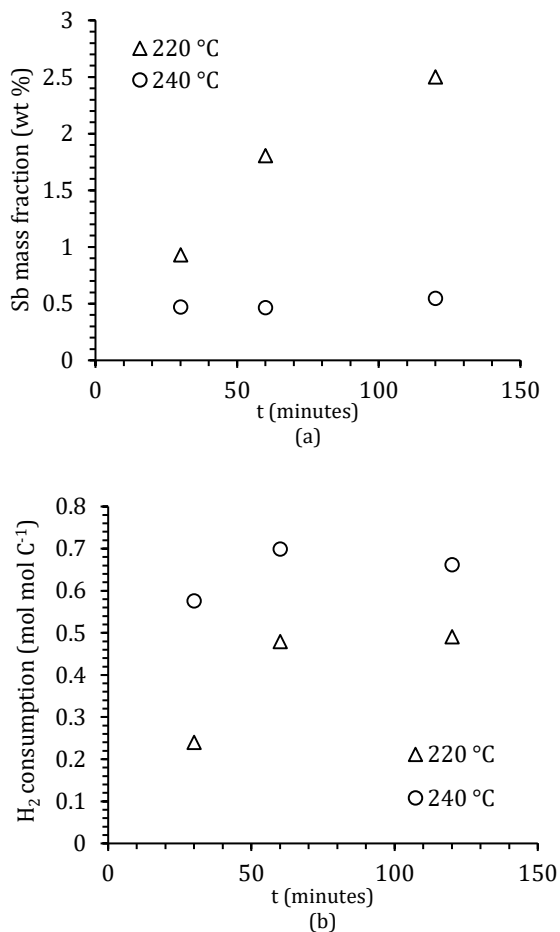 3
2.5
2
1.5
1
0.5
0
Sb mass fraction (wt %)
220 °C
240 °C
0 50 100 150
t (minutes)
(a)
0.8
0.7
0.6
0.5
0.4
0.3
0.2
0.1
0
H₂ consumption (mol mol C⁻¹)
220 °C
240 °C
0 50 100 150
t (minutes)
(b)